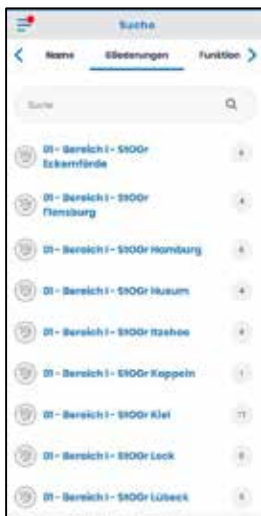 Suche
Name Gliederungen Funktion
Suche
01 - Bereich I - StOGr
Eckernförde
01 - Bereich I - StOGr
Flensburg
01 - Bereich I - StOGr Hamburg
01 - Bereich I - StOGr Husum
01 - Bereich I - StOGr Itzehoe
01 - Bereich I - StOGr Kappeln
1
01 - Bereich I - StOGr Kiel
11
01 - Bereich I - StOGr Leck
01 - Bereich I - StOGr Lübeck